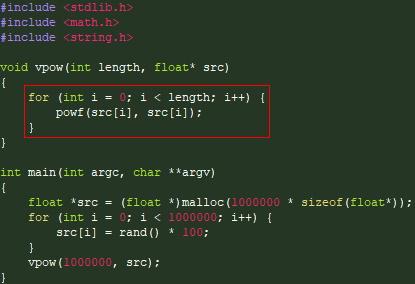 #include <stdlib.h>
#include <math.h>
#include <string.h>

void vpow(int length, float* src)
{
    for (int i = 0; i < length; i++) {
        powf(src[i], src[i]);
    }
}

int main(int argc, char **argv)
{
    float *src = (float *)malloc(1000000 * sizeof(float*));
    for (int i = 0; i < 1000000; i++) {
        src[i] = rand() * 100;
    }
    vpow(1000000, src);
}